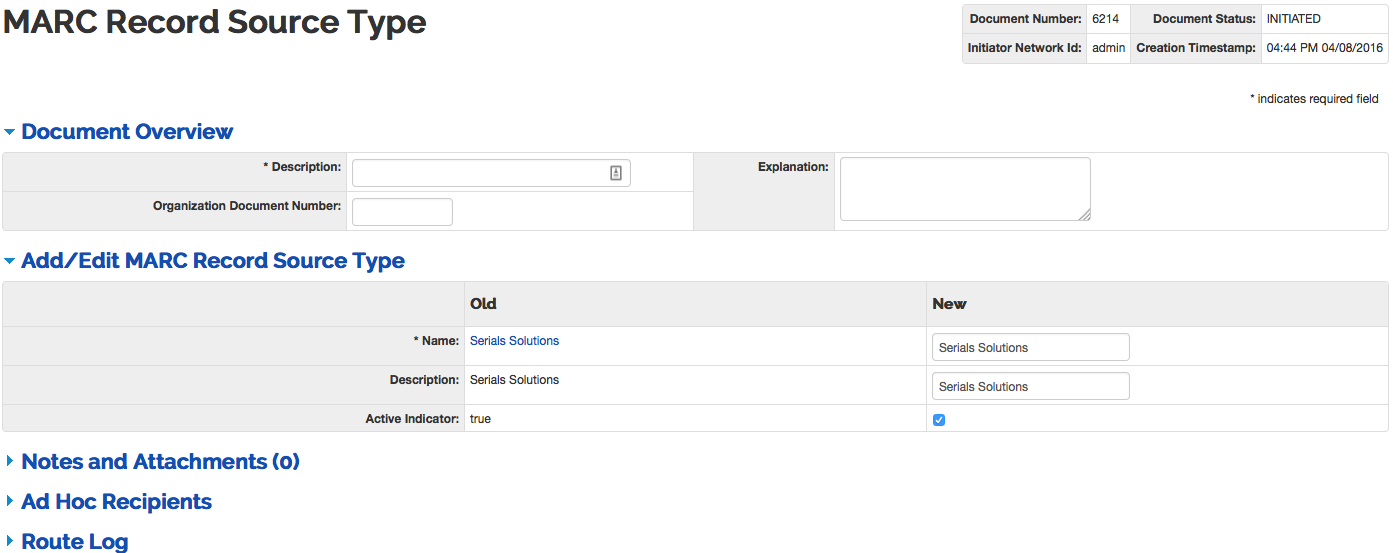 MARC Record Source Type
Document Number: 6214 Document Status: INITIATED
Initiator Network Id: admin Creation Timestamp: 04:44 PM 04/08/2016
* indicates required field
Document Overview
* Description: Explanation:
Organization Document Number:
Add/Edit MARC Record Source Type
Old New
* Name: Serials Solutions Serials Solutions
Description: Serials Solutions Serials Solutions
Active Indicator: true
Notes and Attachments (0)
Ad Hoc Recipients
Route Log